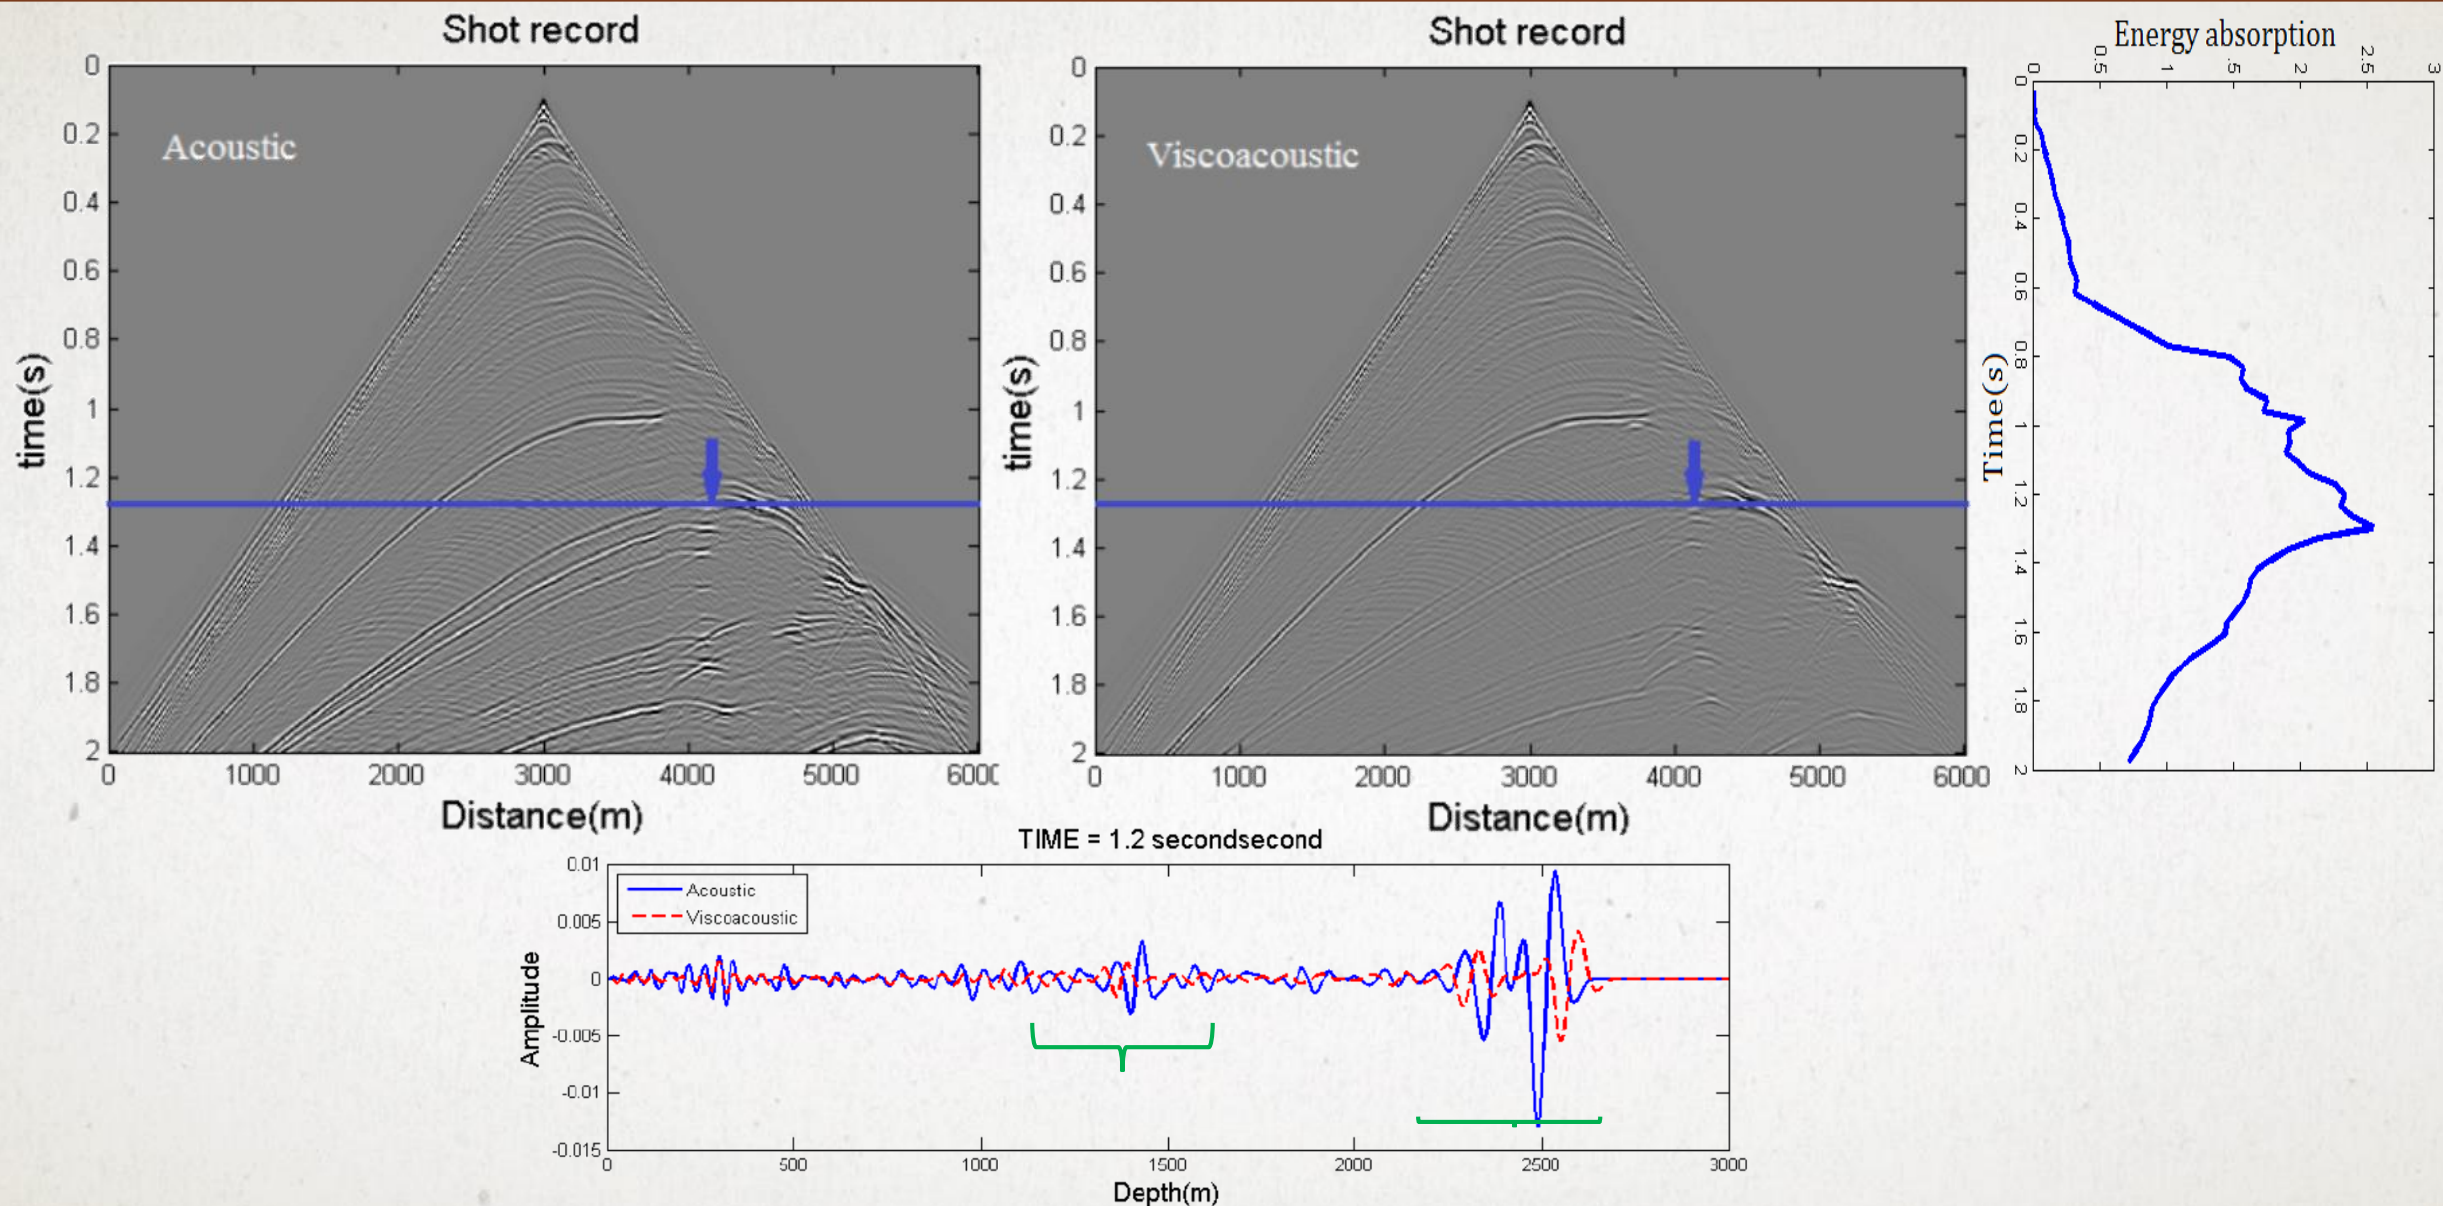 Shot record
Acoustic
0
0.2
0.4
0.6
0.8
1
1.2
1.4
1.6
1.8
2
time(s)
0 1000 2000 3000 4000 5000 600
Distance(m)
Shot record
Viscoacoustic
0
0.2
0.4
0.6
0.8
1
1.2
1.4
1.6
1.8
2
time(s)
0 1000 2000 3000 4000 5000 6000
Distance(m)
Energy absorption
0 0.5 1 .5 2 2.5 3
0
0.2
0.4
0.6
0.8
1
1.2
1.4
1.6
1.8
2
Time(s)
TIME = 1.2 secondsecond
Acoustic
Viscoacoustic
0.01
0.005
0
-0.005
-0.01
-0.015
Amplitude
0 500 1000 1500 2000 2500 3000
Depth(m)